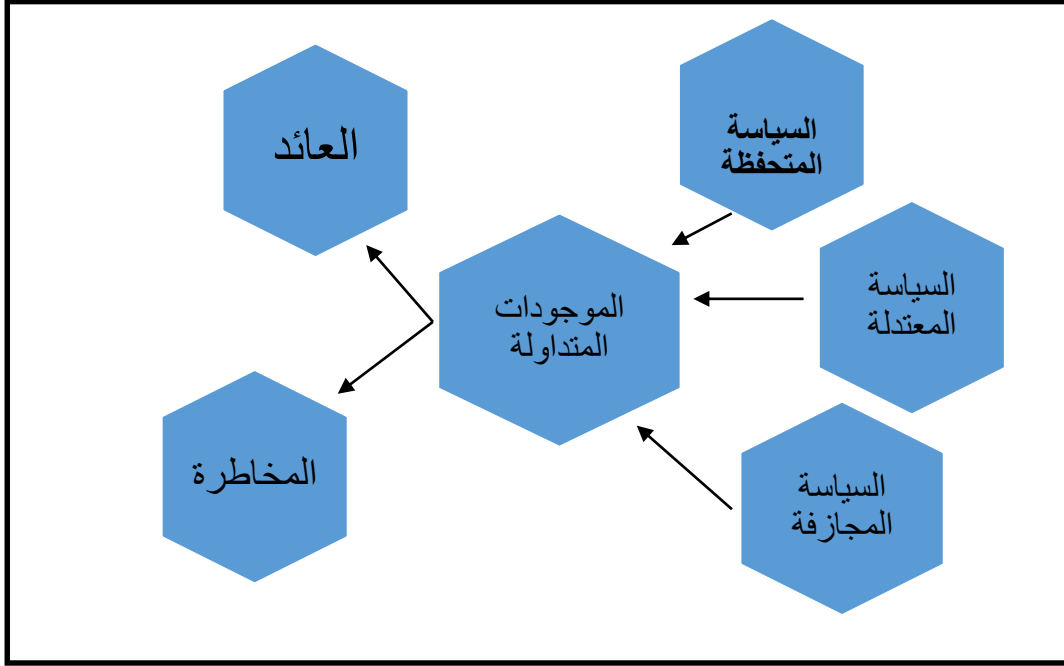 السياسة
المتحفظة
العائد
السياسة
المعتدلة
الموجودات
المتداولة
المخاطرة
السياسة
المجازفة